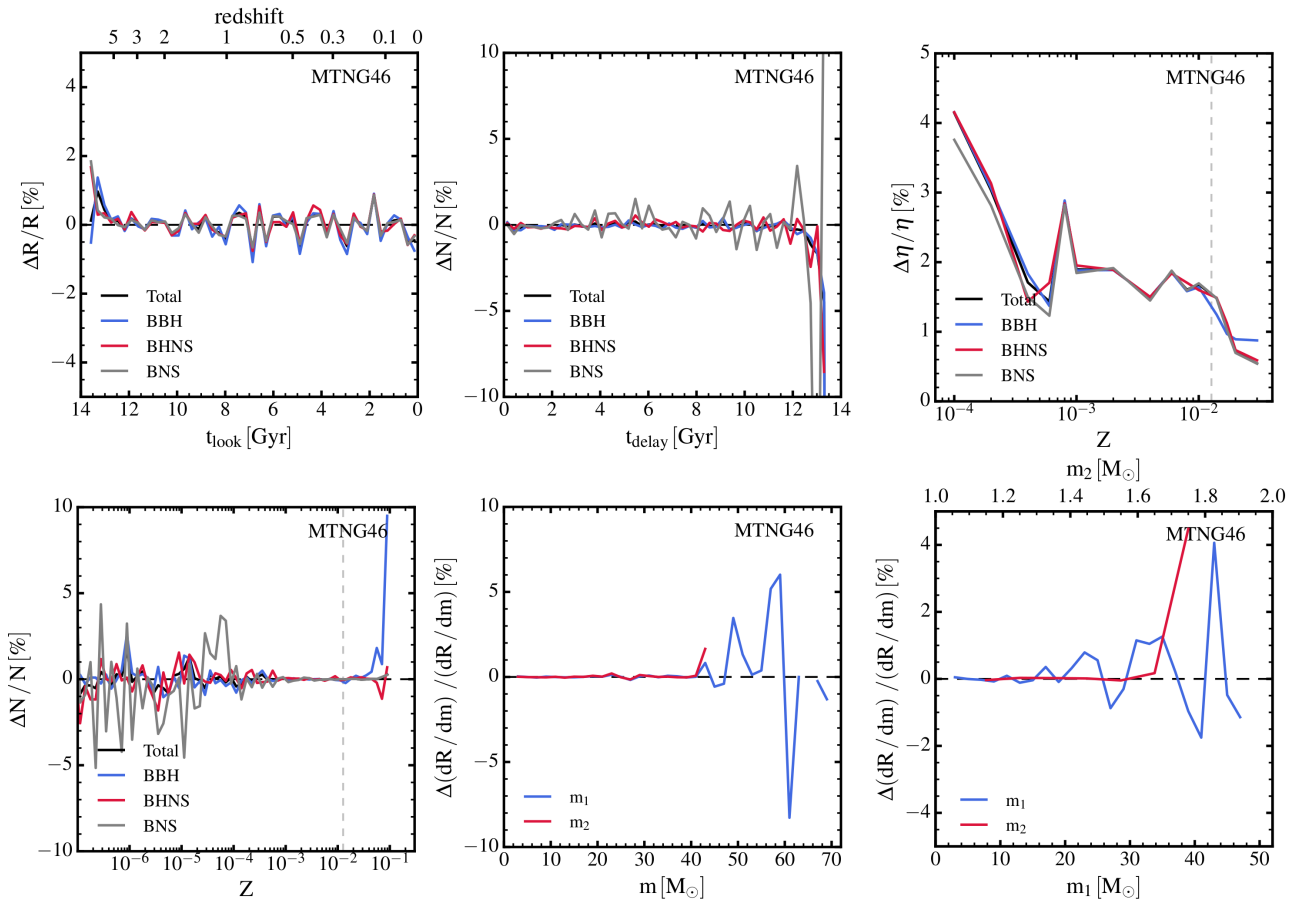 redshift
5 3 2 1 0.5 0.3 0.1 0
MTNG46
4
2
0
−2
−4
ΔR/R [%]
Total
BBH
BHNS
BNS
14 12 10 8 6 4 2 0
t_look [Gyr]
MTNG46
10
5
0
−5
−10
ΔN/N [%]
Total
BBH
BHNS
BNS
0 2 4 6 8 10 12 14
t_delay [Gyr]
MTNG46
5
4
3
2
1
0
Δη/η [%]
Total
BBH
BHNS
BNS
10^−4 10^−3 10^−2
Z
MTNG46
10
5
0
−5
−10
ΔN/N [%]
Total
BBH
BHNS
BNS
10^−6 10^−5 10^−4 10^−3 10^−2 10^−1
Z
MTNG46
10
5
0
−5
−10
Δ(dR/dm)/(dR/dm) [%]
m_1
m_2
0 10 20 30 40 50 60 70
m [M_⊙]
m_2 [M_⊙]
1.0 1.2 1.4 1.6 1.8 2.0
MTNG46
4
2
0
−2
−4
Δ(dR/dm)/(dR/dm) [%]
m_1
m_2
0 10 20 30 40 50
m_1 [M_⊙]